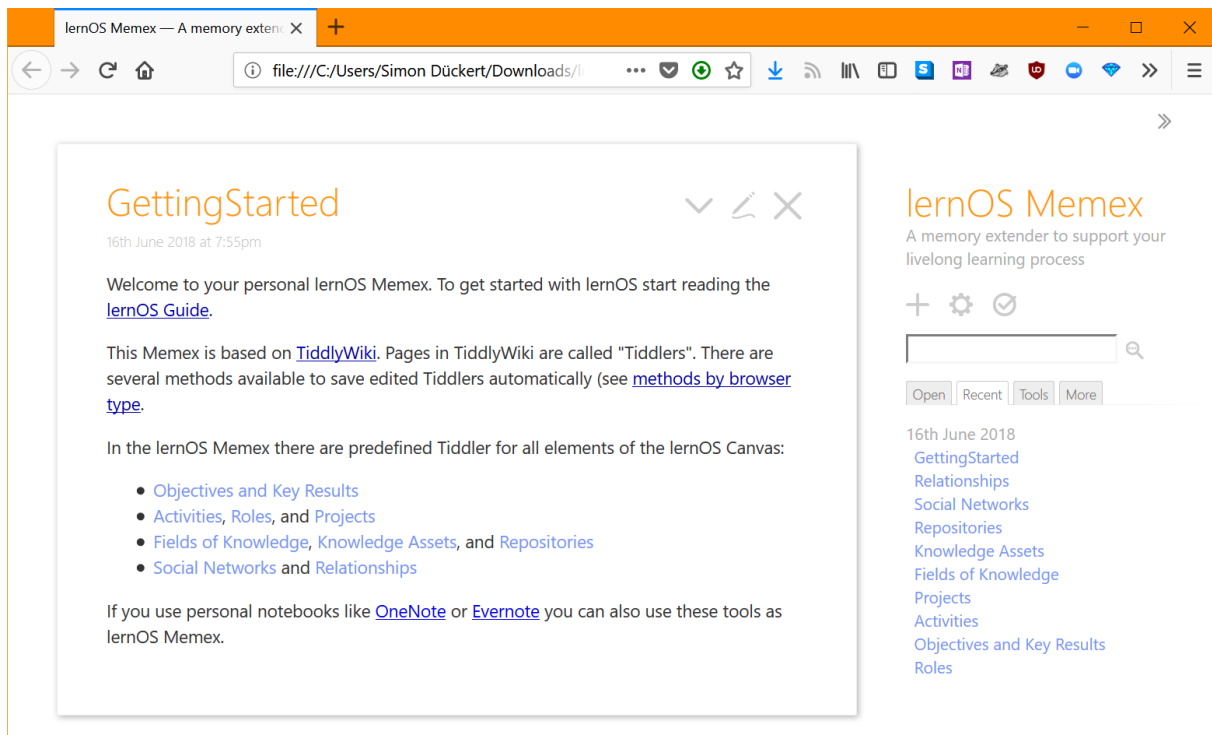 lernOS Memex — A memory exten
file:///C:/Users/Simon Dückert/Downloads/l
GettingStarted
16th June 2018 at 7:55pm
Welcome to your personal lernOS Memex. To get started with lernOS start reading the
lernOS Guide.
This Memex is based on TiddlyWiki. Pages in TiddlyWiki are called "Tiddlers". There are
several methods available to save edited Tiddlers automatically (see methods by browser
type.
In the lernOS Memex there are predefined Tiddler for all elements of the lernOS Canvas:
Objectives and Key Results
Activities, Roles, and Projects
Fields of Knowledge, Knowledge Assets, and Repositories
Social Networks and Relationships
If you use personal notebooks like OneNote or Evernote you can also use these tools as
lernOS Memex.
lernOS Memex
A memory extender to support your
livelong learning process
Open Recent Tools More
16th June 2018
GettingStarted
Relationships
Social Networks
Repositories
Knowledge Assets
Fields of Knowledge
Projects
Activities
Objectives and Key Results
Roles